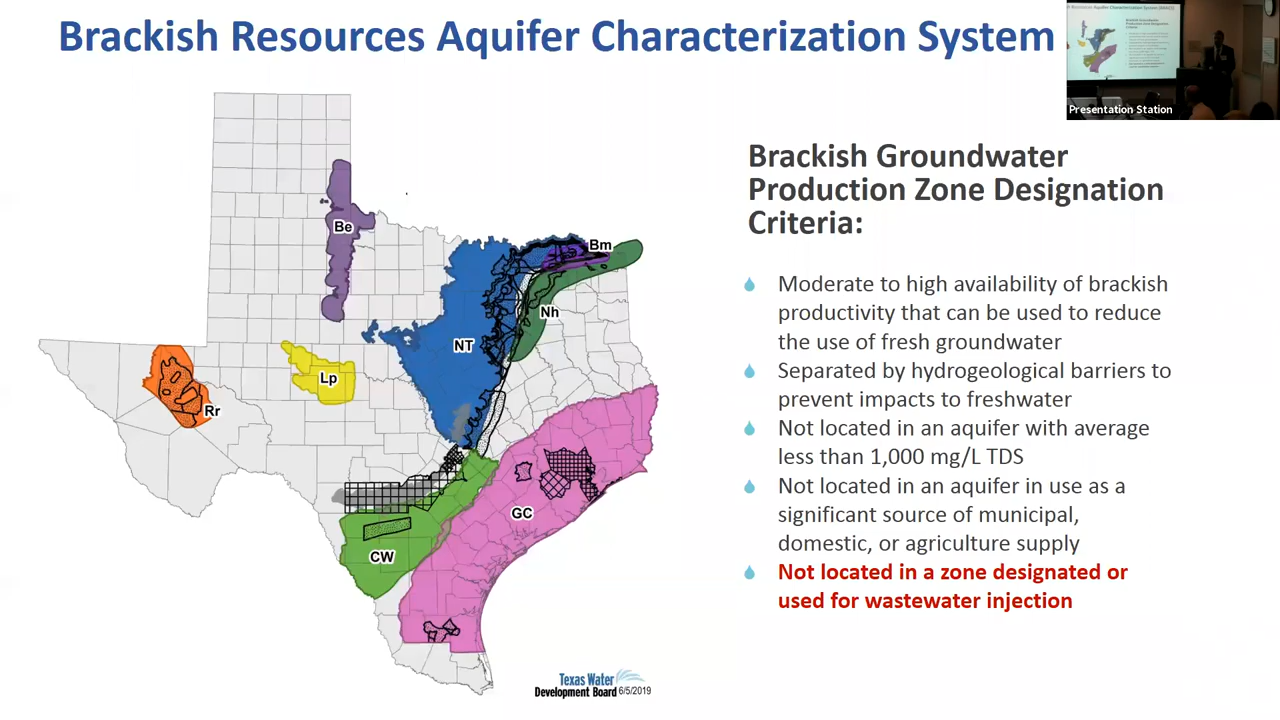 Brackish Resources Aquifer Characterization System
Presentation Station
Brackish Groundwater
Production Zone Designation
Criteria:
Moderate to high availability of brackish
productivity that can be used to reduce
the use of fresh groundwater
Separated by hydrogeological barriers to
prevent impacts to freshwater
Not located in an aquifer with average
less than 1,000 mg/L TDS
Not located in an aquifer in use as a
significant source of municipal,
domestic, or agriculture supply
Not located in a zone designated or
used for wastewater injection
Be
Bm
Nh
NT
Lp
Rr
GC
CW
Texas Water
Development Board 6/5/2019